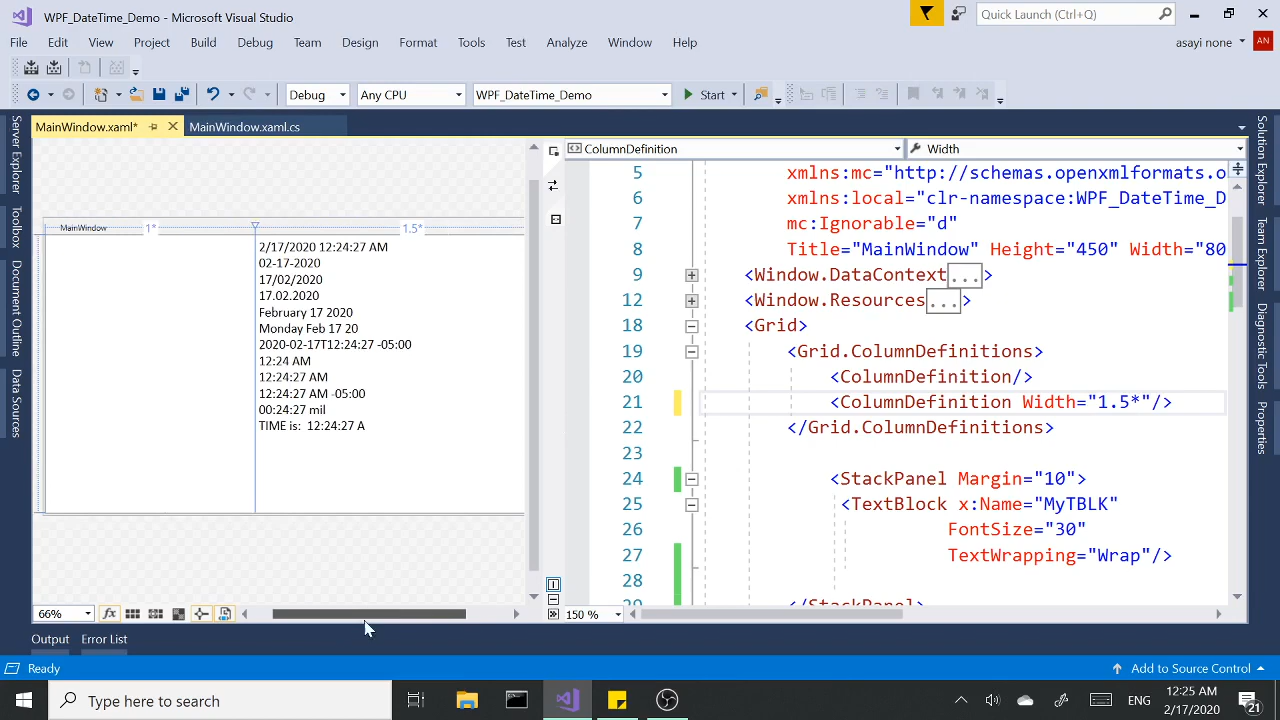 WPF_DateTime_Demo - Microsoft Visual Studio
Quick Launch (Ctrl+Q)
File Edit View Project Build Debug Team Design Format Tools Test Analyze Window Help
asayi none
AN
Debug Any CPU WPF_DateTime_Demo Start
MainWindow.xaml* MainWindow.xaml.cs
Server Explorer
Toolbox
Document Outline
Data Sources
MainWindow 1* 1.5*
2/17/2020 12:24:27 AM
02-17-2020
17/02/2020
17.02.2020
February 17 2020
Monday Feb 17 20
2020-02-17T12:24:27 -05:00
12:24 AM
12:24:27 AM
12:24:27 AM -05:00
00:24:27 mil
TIME is: 12:24:27 A
66%
fx
ColumnDefinition Width
5 xmlns:mc="http://schemas.openxmlformats.o
6 xmlns:local="clr-namespace:WPF_DateTime_D
7 mc:Ignorable="d"
8 Title="MainWindow" Height="450" Width="80
9 <Window.DataContext...>
12 <Window.Resources...>
18 <Grid>
19 <Grid.ColumnDefinitions>
20 <ColumnDefinition/>
21 <ColumnDefinition Width="1.5*"/>
22 </Grid.ColumnDefinitions>
23
24 <StackPanel Margin="10">
25 <TextBlock x:Name="MyTBLK"
26 FontSize="30"
27 TextWrapping="Wrap"/>
28
29 </StackPanel>
150 %
Solution Explorer
Team Explorer
Diagnostic Tools
Properties
Output Error List
Ready
Add to Source Control
Type here to search
ENG
12:25 AM
2/17/2020
21